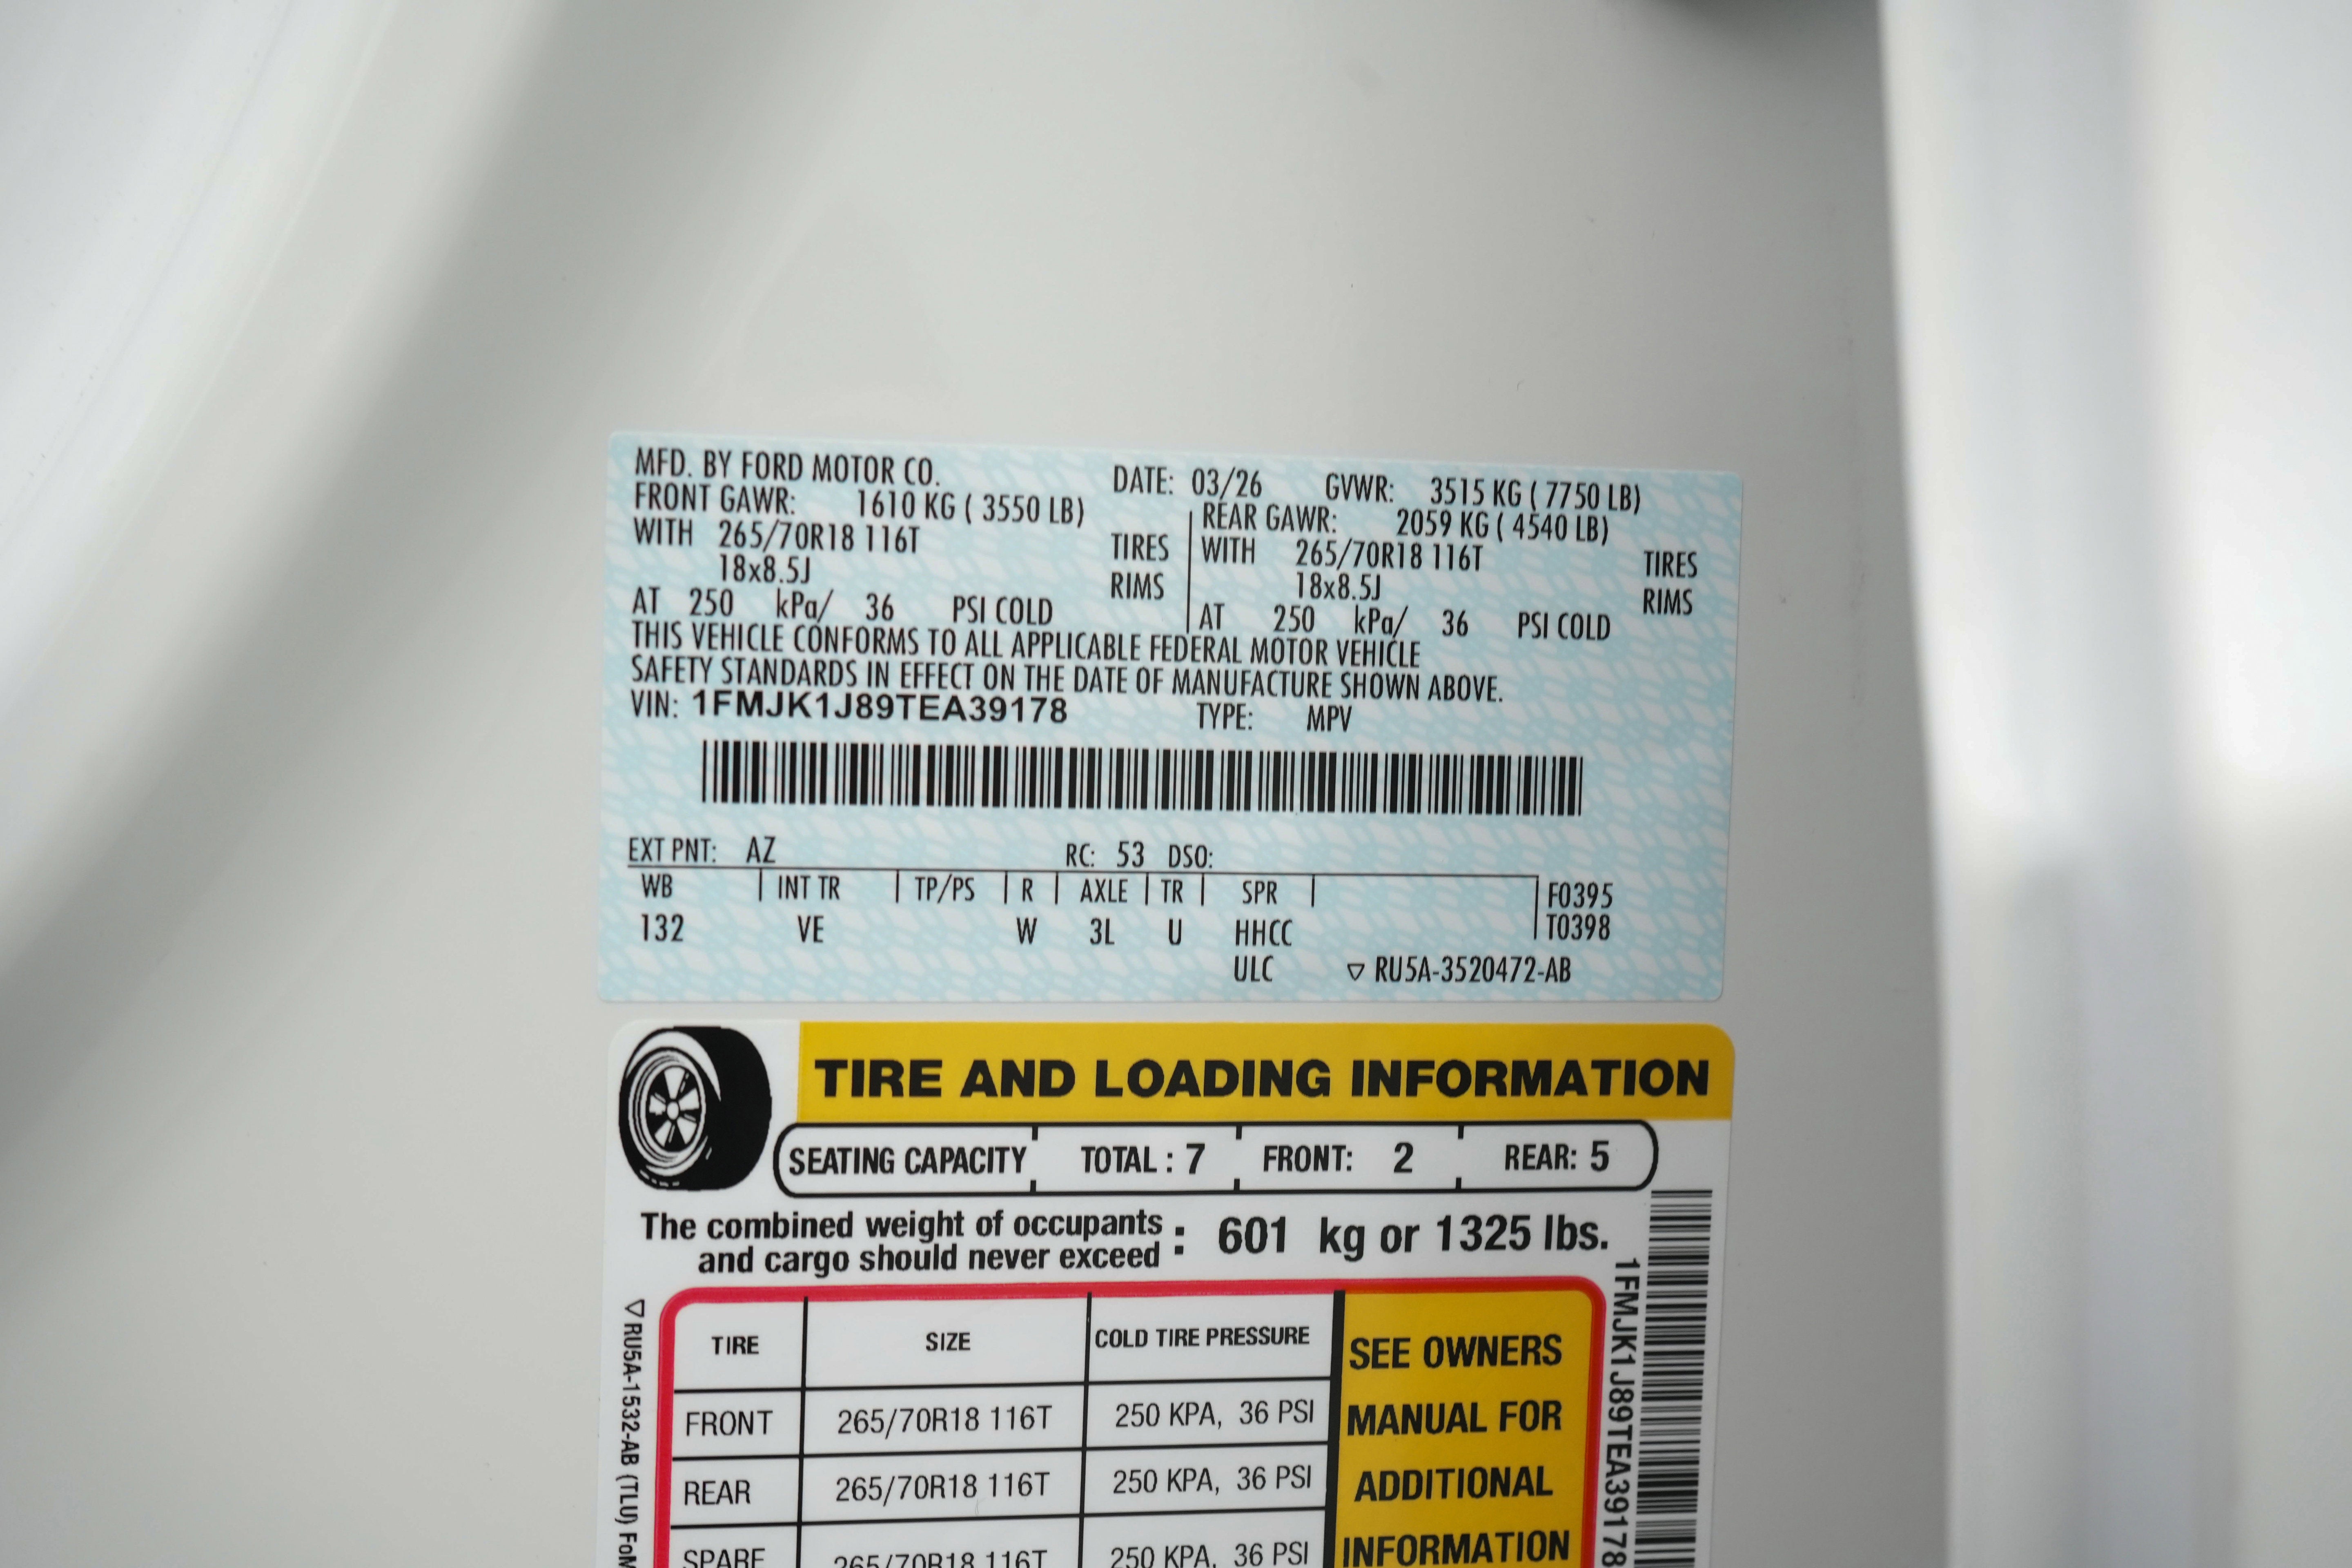 MFD. BY FORD MOTOR CO. DATE: 03/26 GVWR: 3515 KG ( 7750 LB)
FRONT GAWR: 1610 KG ( 3550 LB) REAR GAWR: 2059 KG ( 4540 LB)
WITH 265/70R18 116T TIRES WITH 265/70R18 116T TIRES
18x8.5J RIMS 18x8.5J RIMS
AT 250 kPa/ 36 PSI COLD AT 250 kPa/ 36 PSI COLD
THIS VEHICLE CONFORMS TO ALL APPLICABLE FEDERAL MOTOR VEHICLE
SAFETY STANDARDS IN EFFECT ON THE DATE OF MANUFACTURE SHOWN ABOVE.
VIN: 1FMJK1J89TEA39178 TYPE: MPV
EXT PNT: AZ RC: 53 DSO:
WB INT TR TP/PS R AXLE TR SPR F0395
132 VE W 3L U HHCC T0398
ULC ▽ RU5A-3520472-AB
TIRE AND LOADING INFORMATION
SEATING CAPACITY TOTAL : 7 FRONT: 2 REAR: 5
The combined weight of occupants
and cargo should never exceed : 601 kg or 1325 lbs.
TIRE SIZE COLD TIRE PRESSURE
FRONT 265/70R18 116T 250 KPA, 36 PSI
REAR 265/70R18 116T 250 KPA, 36 PSI
SPARE 265/70R18 116T 250 KPA, 36 PSI
SEE OWNERS
MANUAL FOR
ADDITIONAL
INFORMATION
1FMJK1J89TEA39178
▽ RU5A-1532-AB (TLU)